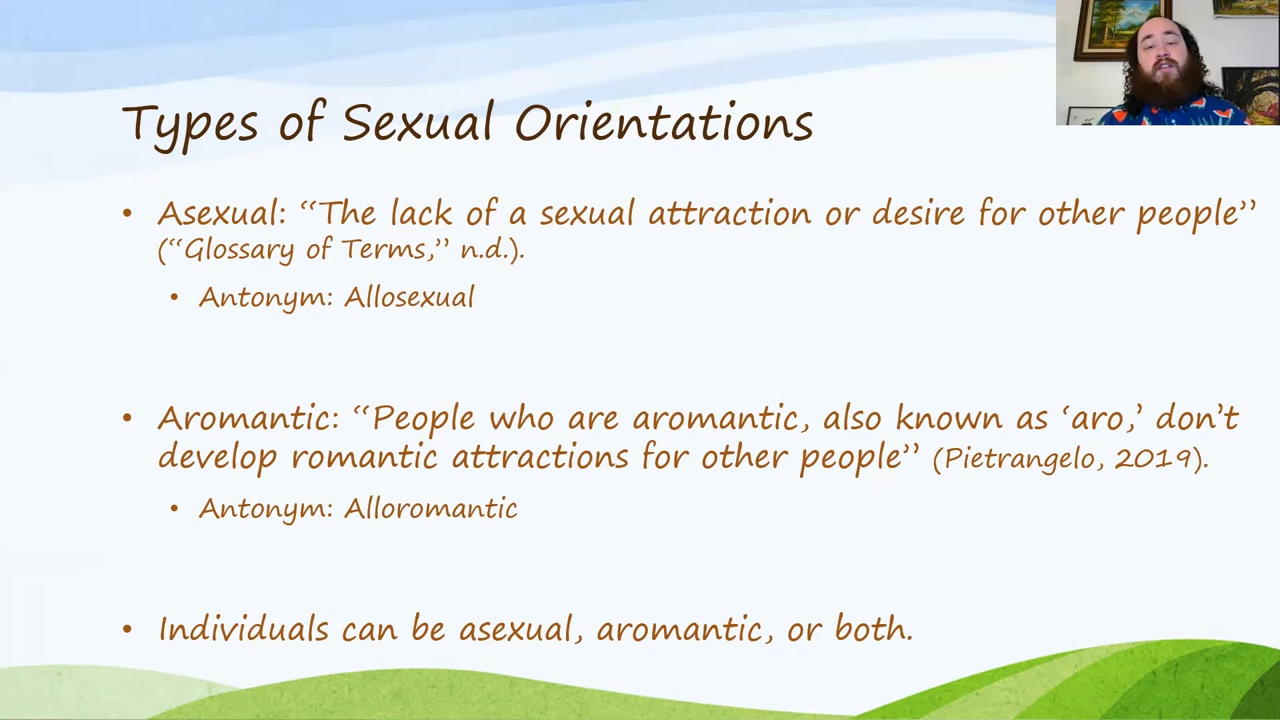 Types of Sexual Orientations
• Asexual: “The lack of a sexual attraction or desire for other people”
(“Glossary of Terms,” n.d.).
• Antonym: Allosexual
• Aromantic: “People who are aromantic, also known as ‘aro,’ don’t
develop romantic attractions for other people” (Pietrangelo, 2019).
• Antonym: Alloromantic
• Individuals can be asexual, aromantic, or both.